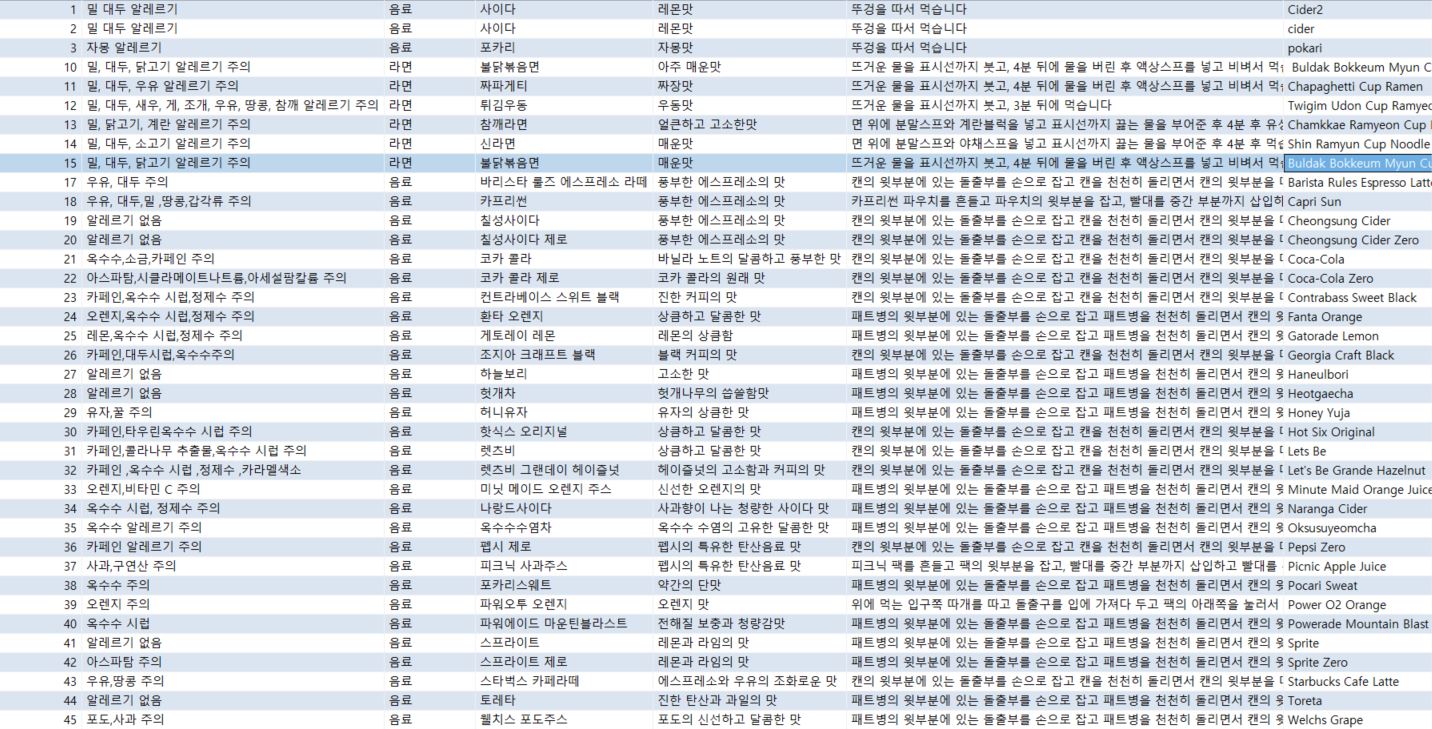 1 밀 대두 알레르기 음료 사이다 레몬맛 뚜겅을 따서 먹습니다 Cider2
2 밀 대두 알레르기 음료 사이다 레몬맛 뚜겅을 따서 먹습니다 cider
3 자몽 알레르기 음료 포카리 자몽맛 뚜겅을 따서 먹습니다 pokari
10 밀, 대두, 닭고기 알레르기 주의 라면 불닭볶음면 아주 매운맛 뜨거운 물을 표시선까지 붓고, 4분 뒤에 물을 버린 후 액상스프를 넣고 비벼서 먹 Buldak Bokkeum Myun C
11 밀, 대두, 우유 알레르기 주의 라면 짜파게티 짜장맛 뜨거운 물을 표시선까지 붓고, 4분 뒤에 물을 버린 후 액상스프를 넣고 비벼서 먹 Chapaghetti Cup Ramen
12 밀, 대두, 새우, 게, 조개, 우유, 땅콩, 참깨 알레르기 주의 라면 튀김우동 우동맛 뜨거운 물을 표시선까지 붓고, 3분 뒤에 먹습니다 Twigim Udon Cup Ramyeo
13 밀, 닭고기, 계란 알레르기 주의 라면 참깨라면 얼큰하고 고소한맛 면 위에 분말스프와 계란블럭을 넣고 표시선까지 끓는 물을 부어준 후 4분 후 유성 Chamkkae Ramyeon Cup
14 밀, 대두, 소고기 알레르기 주의 라면 신라면 매운맛 면 위에 분말스프와 야채스프를 넣고 표시선까지 끓는 물을 부어준 후 4분 후 먹 Shin Ramyun Cup Noodle
15 밀, 대두, 닭고기 알레르기 주의 라면 불닭볶음면 매운맛 뜨거운 물을 표시선까지 붓고, 4분 뒤에 물을 버린 후 액상스프를 넣고 비벼서 먹 Buldak Bokkeum Myun Cu
17 우유, 대두 주의 음료 바리스타 룰즈 에스프레소 라떼 풍부한 에스프레소의 맛 캔의 윗부분에 있는 돌출부를 손으로 잡고 캔을 천천히 돌리면서 캔의 윗부분을 Barista Rules Espresso Latte
18 우유, 대두,밀 ,땅콩,갑각류 주의 음료 카프리썬 풍부한 에스프레소의 맛 카프리썬 파우치를 흔들고 파우치의 윗부분을 잡고, 빨대를 중간 부분까지 삽입하 Capri Sun
19 알레르기 없음 음료 칠성사이다 풍부한 에스프레소의 맛 캔의 윗부분에 있는 돌출부를 손으로 잡고 캔을 천천히 돌리면서 캔의 윗부분을 Cheongsung Cider
20 알레르기 없음 음료 칠성사이다 제로 풍부한 에스프레소의 맛 캔의 윗부분에 있는 돌출부를 손으로 잡고 캔을 천천히 돌리면서 캔의 윗부분을 Cheongsung Cider Zero
21 옥수수,소금,카페인 주의 음료 코카 콜라 바닐라 노트의 달콤하고 풍부한 맛 캔의 윗부분에 있는 돌출부를 손으로 잡고 캔을 천천히 돌리면서 캔의 윗부분을 Coca-Cola
22 아스파탐,시클라메이트나트륨,아세설팜칼륨 주의 음료 코카 콜라 제로 코카 콜라의 원래 맛 캔의 윗부분에 있는 돌출부를 손으로 잡고 캔을 천천히 돌리면서 캔의 윗부분을 Coca-Cola Zero
23 카페인,옥수수 시럽,정제수 주의 음료 컨트라베이스 스위트 블랙 진한 커피의 맛 캔의 윗부분에 있는 돌출부를 손으로 잡고 캔을 천천히 돌리면서 캔의 윗부분을 Contrabass Sweet Black
24 오렌지,옥수수 시럽,정제수 주의 음료 환타 오렌지 상큼하고 달콤한 맛 패트병의 윗부분에 있는 돌출부를 손으로 잡고 패트병을 천천히 돌리면서 캔의 윗 Fanta Orange
25 레몬,옥수수 시럽,정제수 주의 음료 게토레이 레몬 레몬의 상큼함 패트병의 윗부분에 있는 돌출부를 손으로 잡고 패트병을 천천히 돌리면서 캔의 윗 Gatorade Lemon
26 카페인,대두시럽,옥수수주의 음료 조지아 크래프트 블랙 블랙 커피의 맛 캔의 윗부분에 있는 돌출부를 손으로 잡고 캔을 천천히 돌리면서 캔의 윗부분을 Georgia Craft Black
27 알레르기 없음 음료 하늘보리 고소한 맛 패트병의 윗부분에 있는 돌출부를 손으로 잡고 패트병을 천천히 돌리면서 캔의 윗 Haneulbori
28 알레르기 없음 음료 헛개차 헛개나무의 씁쓸함맛 패트병의 윗부분에 있는 돌출부를 손으로 잡고 패트병을 천천히 돌리면서 캔의 윗 Heotgaecha
29 유자,꿀 주의 음료 허니유자 유자의 상큼한 맛 패트병의 윗부분에 있는 돌출부를 손으로 잡고 패트병을 천천히 돌리면서 캔의 윗 Honey Yuja
30 카페인,타우린옥수수 시럽 주의 음료 핫식스 오리지널 상큼하고 달콤한 맛 캔의 윗부분에 있는 돌출부를 손으로 잡고 캔을 천천히 돌리면서 캔의 윗부분을 Hot Six Original
31 카페인,콜라나무 추출물,옥수수 시럽 주의 음료 렛츠비 상큼하고 달콤한 맛 캔의 윗부분에 있는 돌출부를 손으로 잡고 캔을 천천히 돌리면서 캔의 윗부분을 Lets Be
32 카페인 ,옥수수 시럽 ,정제수 ,카라멜색소 음료 렛츠비 그랜데이 헤이즐넛 헤이즐넛의 고소함과 커피의 맛 캔의 윗부분에 있는 돌출부를 손으로 잡고 캔을 천천히 돌리면서 캔의 윗부분을 Let's Be Grande Hazelnut
33 오렌지,비타민 C 주의 음료 미닛 메이드 오렌지 주스 신선한 오렌지의 맛 패트병의 윗부분에 있는 돌출부를 손으로 잡고 패트병을 천천히 돌리면서 캔의 윗 Minute Maid Orange Juice
34 옥수수 시럽, 정제수 주의 음료 나랑드사이다 사과향이 나는 청량한 사이다 맛 패트병의 윗부분에 있는 돌출부를 손으로 잡고 패트병을 천천히 돌리면서 캔의 윗 Naranga Cider
35 옥수수 알레르기 주의 음료 옥수수수염차 옥수수 수염의 고유한 달콤한 맛 패트병의 윗부분에 있는 돌출부를 손으로 잡고 패트병을 천천히 돌리면서 캔의 윗 Oksusuyeomcha
36 카페인 알레르기 주의 음료 펩시 제로 펩시의 특유한 탄산음료 맛 캔의 윗부분에 있는 돌출부를 손으로 잡고 캔을 천천히 돌리면서 캔의 윗부분을 Pepsi Zero
37 사과,구연산 주의 음료 피크닉 사과주스 펩시의 특유한 탄산음료 맛 피크닉 팩를 흔들고 팩의 윗부분을 잡고, 빨대를 중간 부분까지 삽입하고 빨대를 Picnic Apple Juice
38 옥수수 주의 음료 포카리스웨트 약간의 단맛 패트병의 윗부분에 있는 돌출부를 손으로 잡고 패트병을 천천히 돌리면서 캔의 윗 Pocari Sweat
39 오렌지 주의 음료 파워오투 오렌지 오렌지 맛 위에 먹는 입구쪽 따개를 따고 돌출구를 입에 가져다 두고 팩의 아래쪽을 눌러서 Power O2 Orange
40 옥수수 시럽 음료 파워에이드 마운틴블라스트 전해질 보충과 청량감맛 패트병의 윗부분에 있는 돌출부를 손으로 잡고 패트병을 천천히 돌리면서 캔의 윗 Powerade Mountain Blast
41 알레르기 없음 음료 스프라이트 레몬과 라임의 맛 패트병의 윗부분에 있는 돌출부를 손으로 잡고 패트병을 천천히 돌리면서 캔의 윗 Sprite
42 아스파탐 주의 음료 스프라이트 제로 레몬과 라임의 맛 패트병의 윗부분에 있는 돌출부를 손으로 잡고 패트병을 천천히 돌리면서 캔의 윗 Sprite Zero
43 우유,땅콩 주의 음료 스타벅스 카페라떼 에스프레소와 우유의 조화로운 맛 캔의 윗부분에 있는 돌출부를 손으로 잡고 패트병을 천천히 돌리면서 캔의 윗 Starbucks Cafe Latte
44 알레르기 없음 음료 토레타 진한 탄산과 과일의 맛 패트병의 윗부분에 있는 돌출부를 손으로 잡고 패트병을 천천히 돌리면서 캔의 윗 Toreta
45 포도,사과 주의 음료 웰치스 포도주스 포도의 신선하고 달콤한 맛 패트병의 윗부분에 있는 돌출부를 손으로 잡고 패트병을 천천히 돌리면서 캔의 윗 Welchs Grape